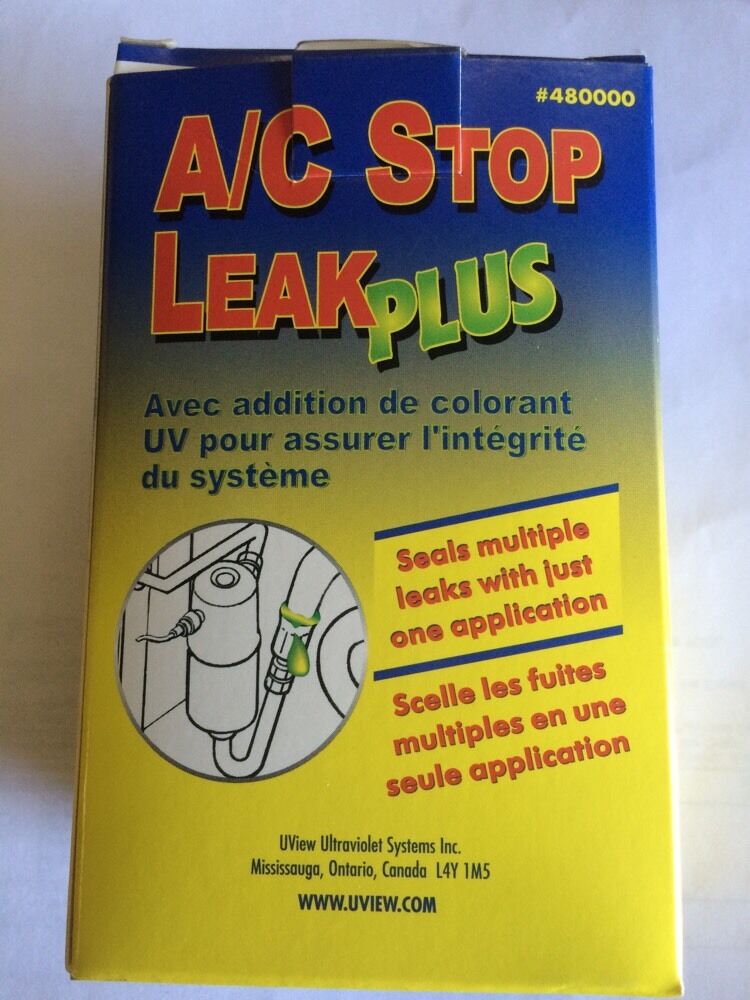 #480000
A/C STOP
LEAK PLUS
Avec addition de colorant
UV pour assurer l'intégrité
du système
Seals multiple
leaks with just
one application
Scelle les fuites
multiples en une
seule application
UView Ultraviolet Systems Inc.
Mississauga, Ontario, Canada L4Y 1M5
WWW.UVIEW.COM